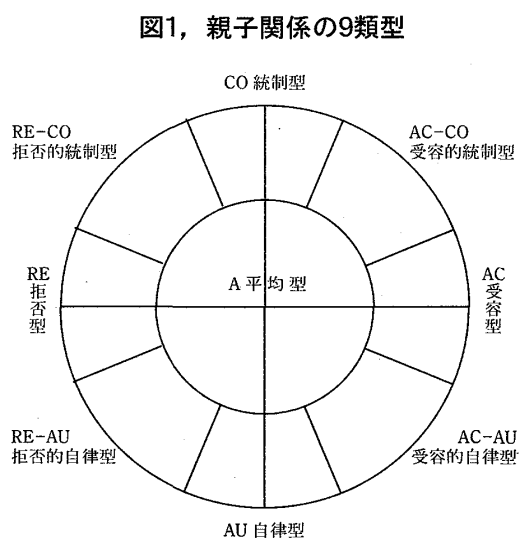 図1，親子関係の9類型
CO 統制型
RE-CO
拒否的統制型
AC-CO
受容的統制型
RE
拒否型
A 平均型
AC
受容型
RE-AU
拒否的自律型
AC-AU
受容的自律型
AU 自律型